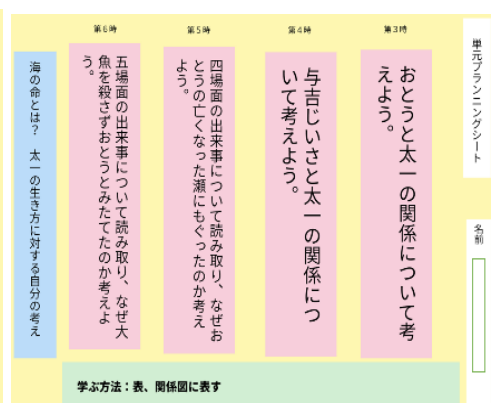 単元プランニングシート
名前
第3時
おとうと太一の関係について考
えよう。
第4時
与吉じいさと太一の関係につ
いて考えよう。
第5時
四場面の出来事について読み取り、なぜお
とうの亡くなった瀬にもぐったのか考え
よう。
第6時
五場面の出来事について読み取り、なぜ大
魚を殺さずおとうとみたてたのか考えよ
う。
海の命とは? 太一の生き方に対する自分の考え
学ぶ方法：表、関係図に表す